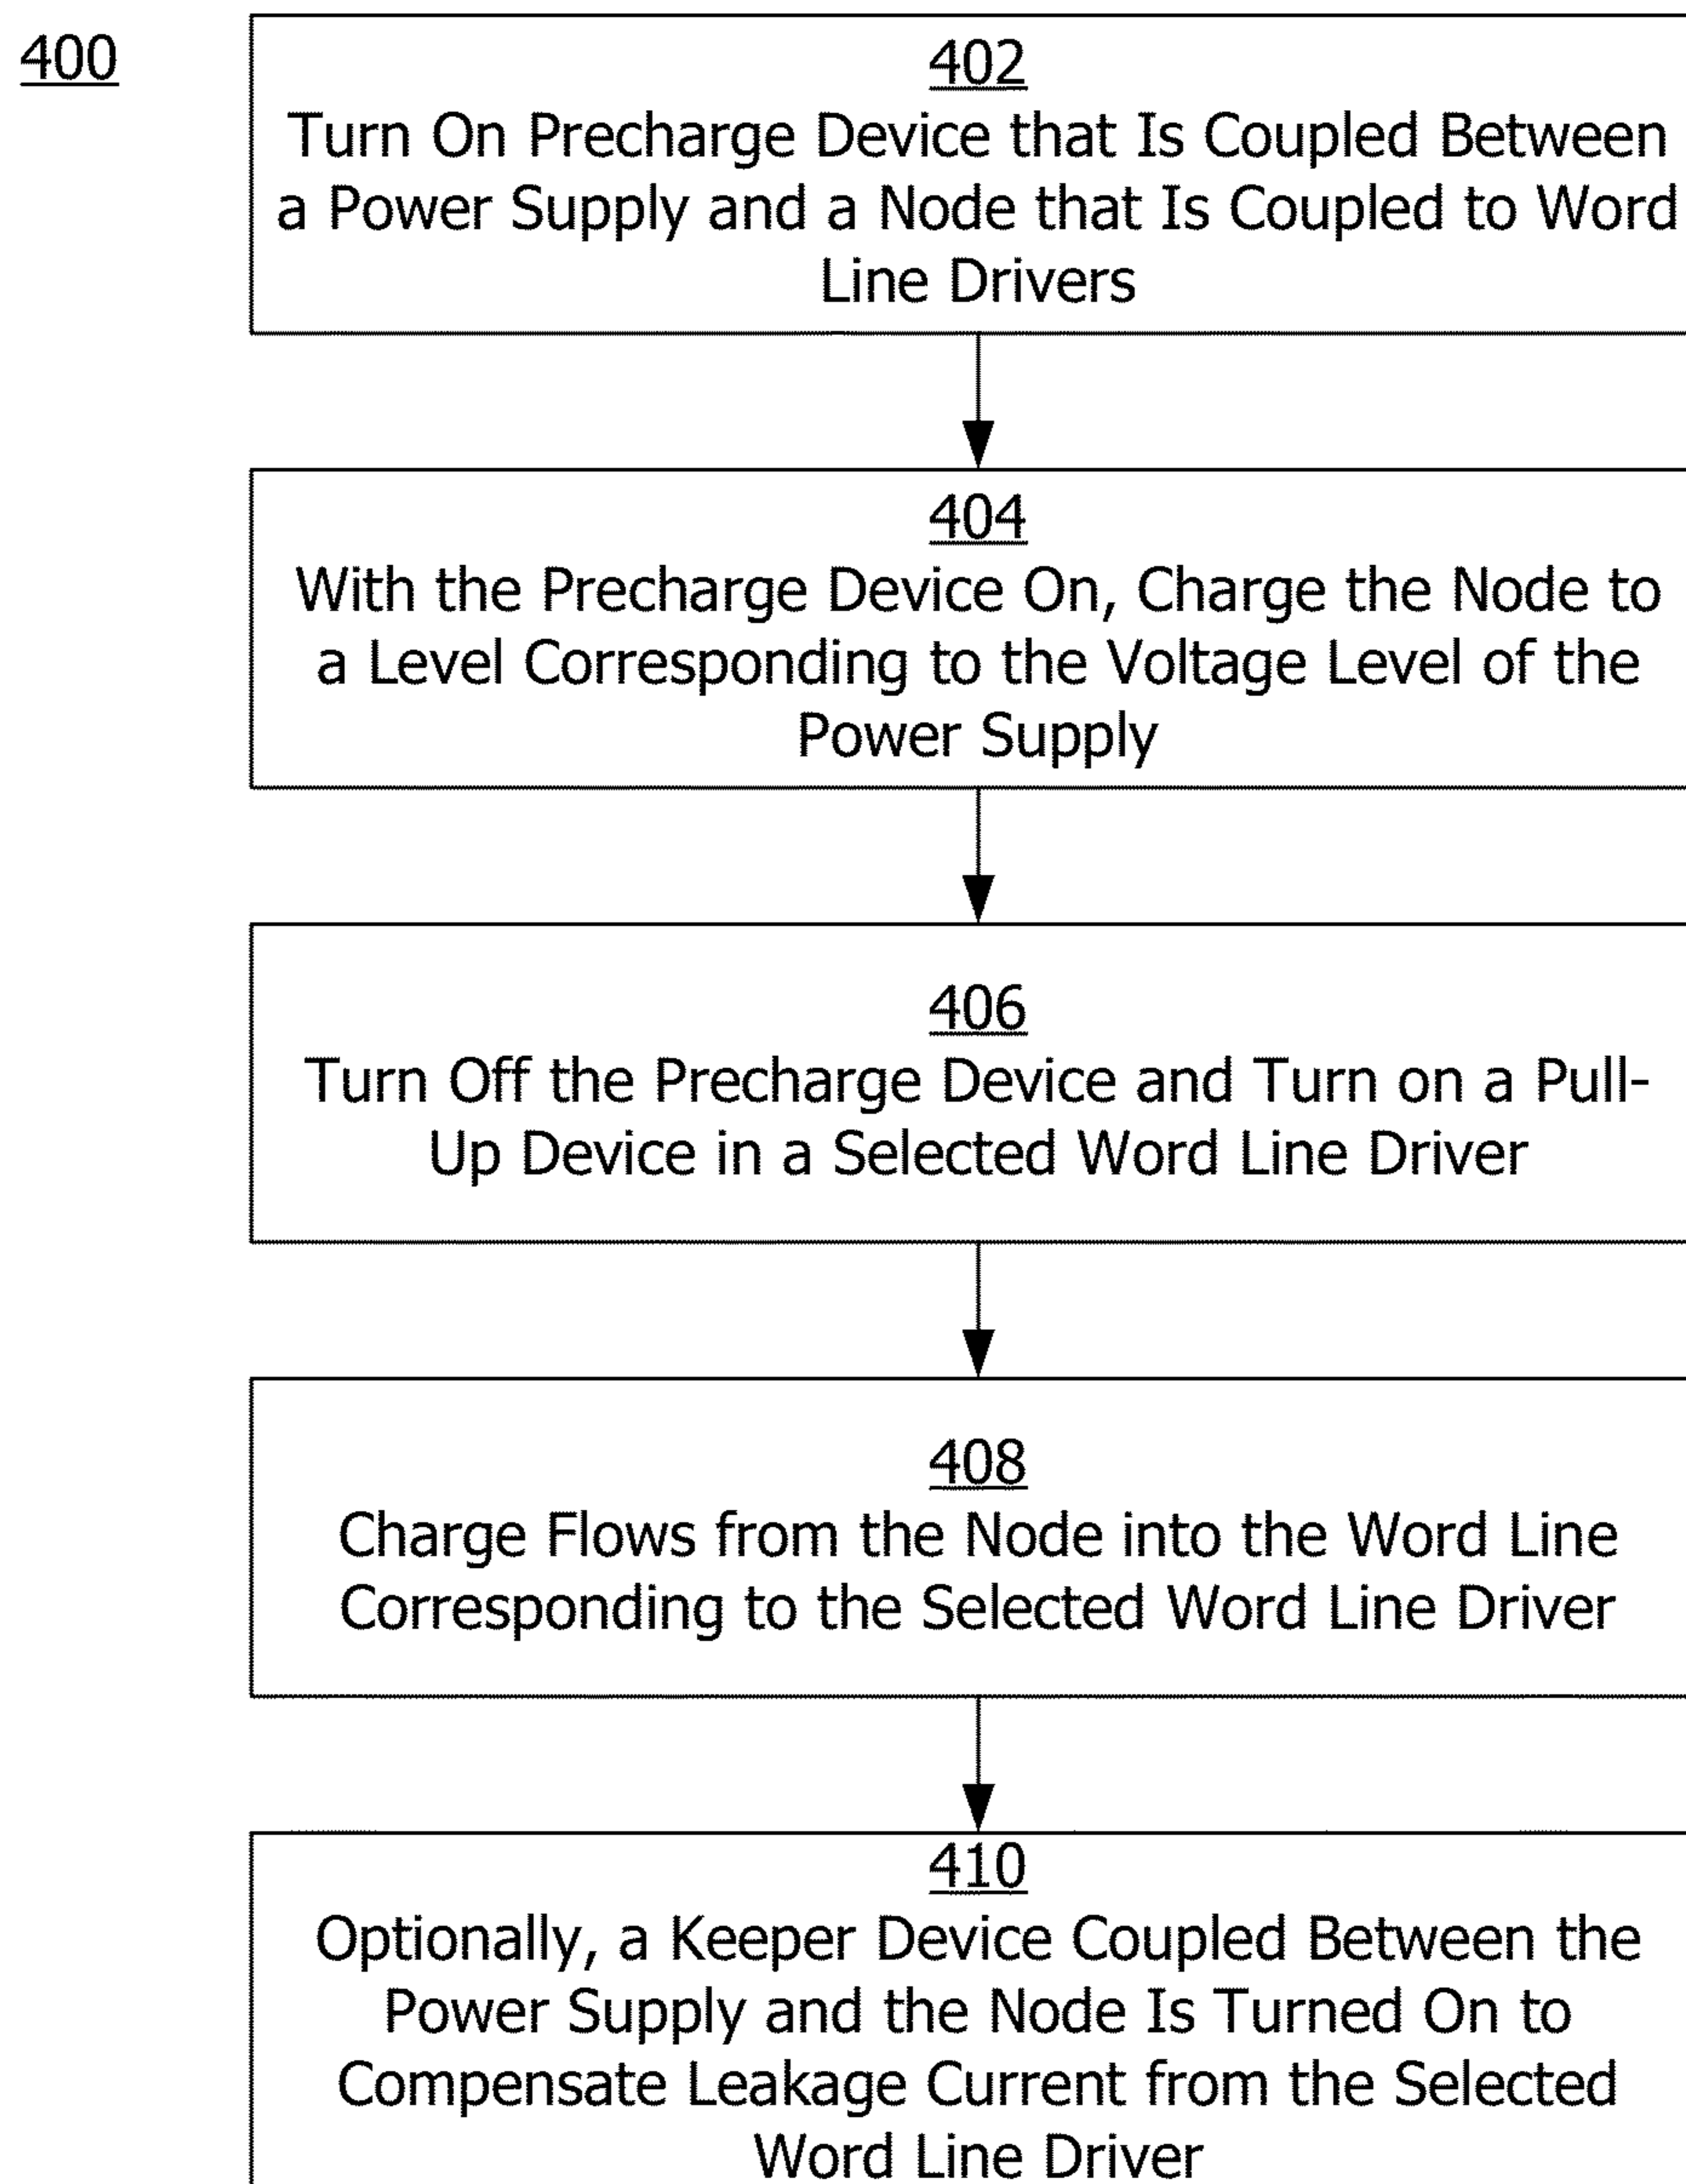 400
402
Turn On Precharge Device that Is Coupled Between
a Power Supply and a Node that Is Coupled to Word
Line Drivers
404
With the Precharge Device On, Charge the Node to
a Level Corresponding to the Voltage Level of the
Power Supply
406
Turn Off the Precharge Device and Turn on a Pull-
Up Device in a Selected Word Line Driver
408
Charge Flows from the Node into the Word Line
Corresponding to the Selected Word Line Driver
410
Optionally, a Keeper Device Coupled Between the
Power Supply and the Node Is Turned On to
Compensate Leakage Current from the Selected
Word Line Driver